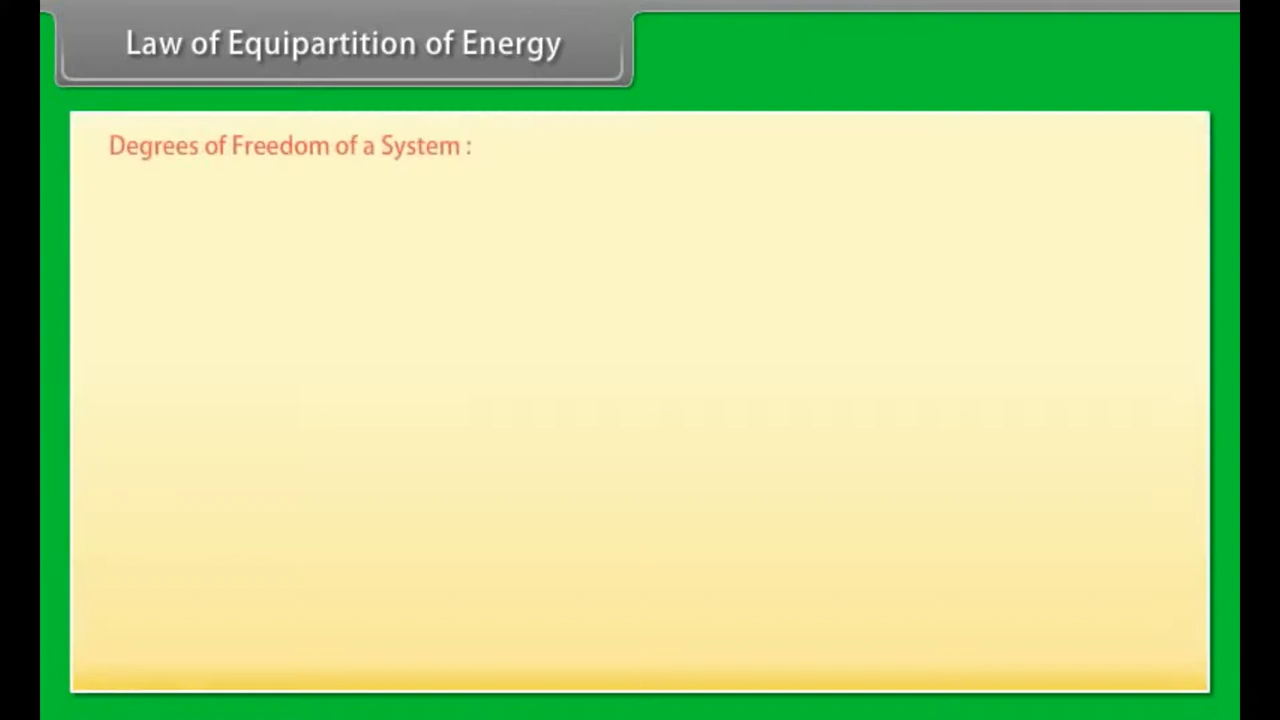 Law of Equipartition of Energy
Degrees of Freedom of a System :